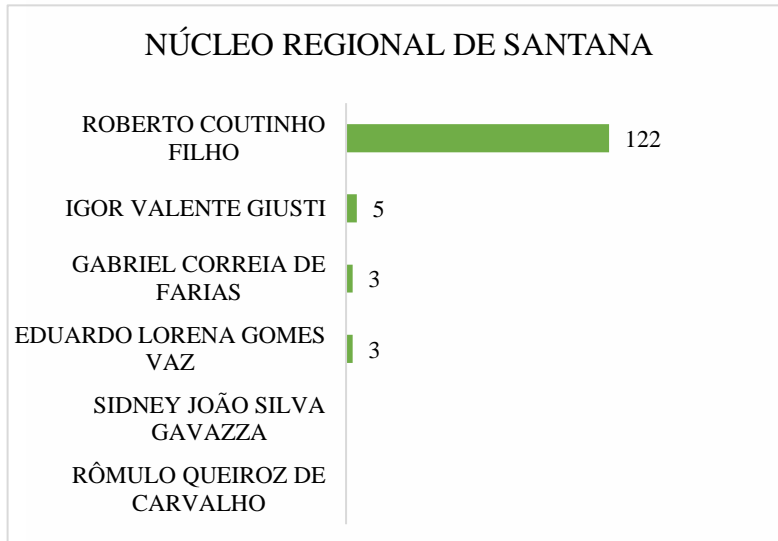 NÚCLEO REGIONAL DE SANTANA
ROBERTO COUTINHO
FILHO
122
IGOR VALENTE GIUSTI
5
GABRIEL CORREIA DE
FARIAS
3
EDUARDO LORENA GOMES
VAZ
3
SIDNEY JOÃO SILVA
GAVAZZA
RÔMULO QUEIROZ DE
CARVALHO